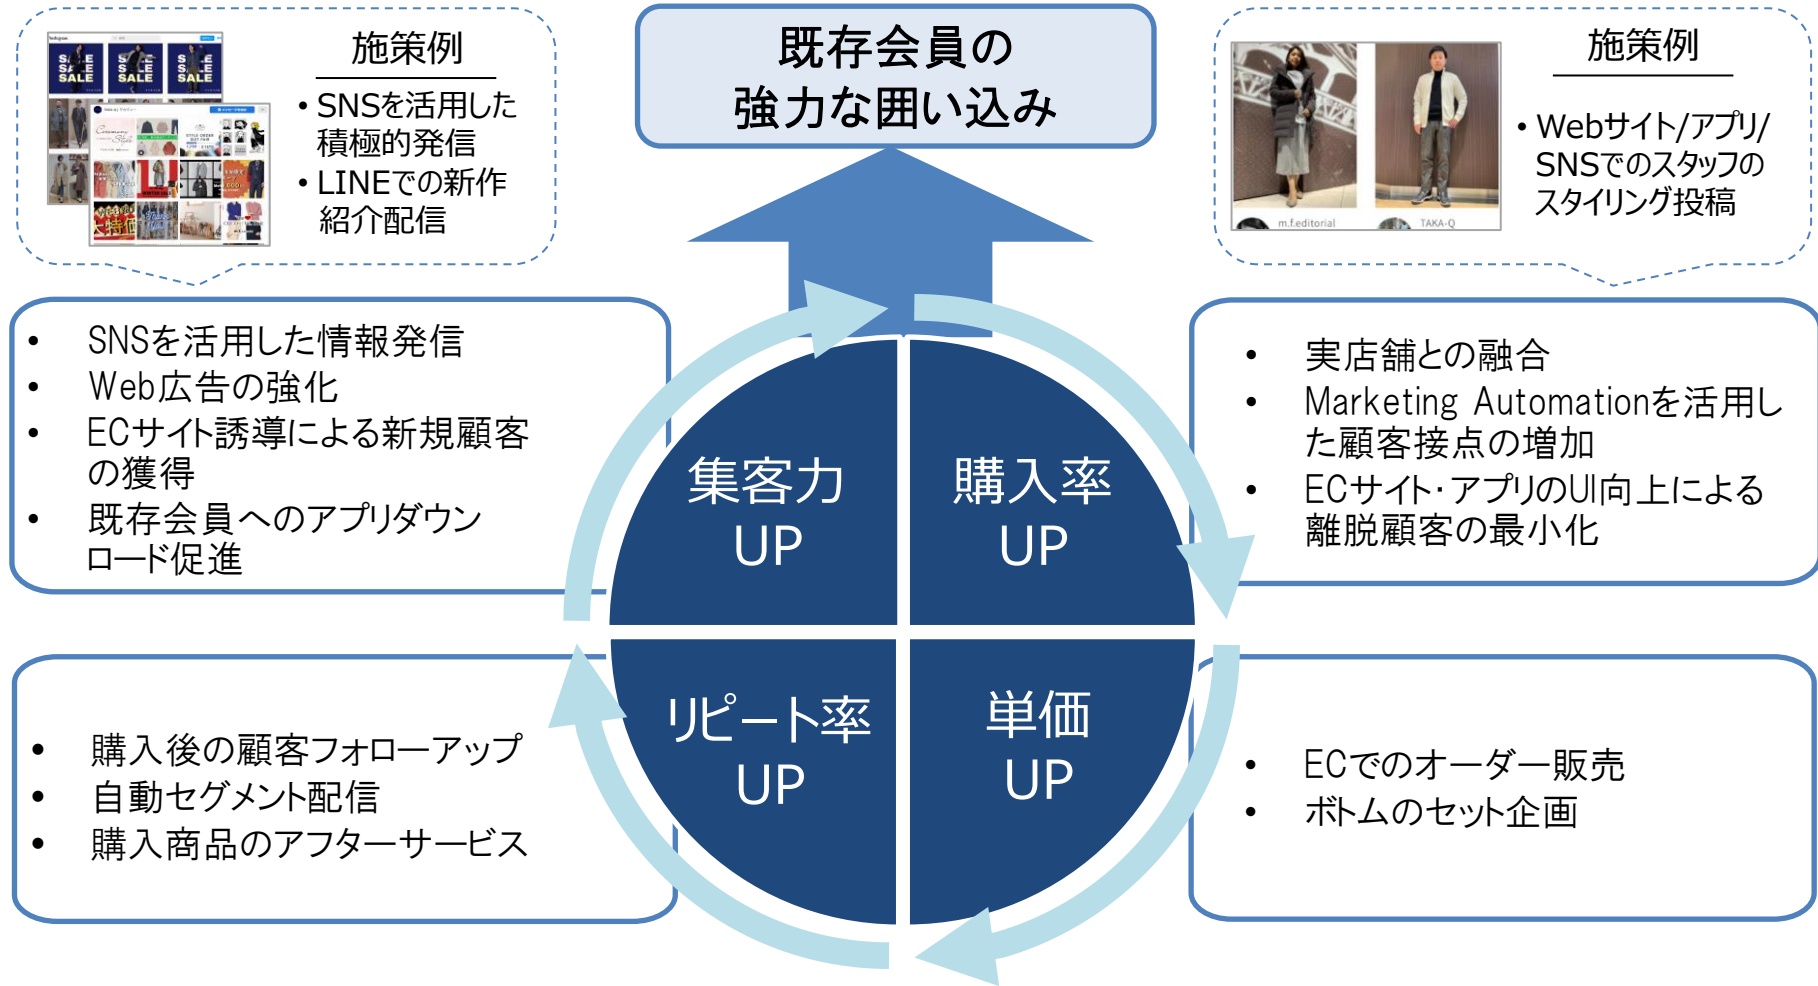 施策例
• SNSを活用した
積極的発信
• LINEでの新作
紹介配信
既存会員の
強力な囲い込み
施策例
• Webサイト/アプリ/
SNSでのスタッフの
スタイリング投稿
SALE
SALE
SALE
SALE
SALE
SALE
m.f.editorial
TAKA-Q
• SNSを活用した情報発信
• Web広告の強化
• ECサイト誘導による新規顧客
の獲得
• 既存会員へのアプリダウン
ロード促進
集客力
UP
購入率
UP
• 実店舗との融合
• Marketing Automationを活用し
た顧客接点の増加
• ECサイト・アプリのUI向上による
離脱顧客の最小化
• 購入後の顧客フォローアップ
• 自動セグメント配信
• 購入商品のアフターサービス
リピート率
UP
単価
UP
• ECでのオーダー販売
• ボトムのセット企画